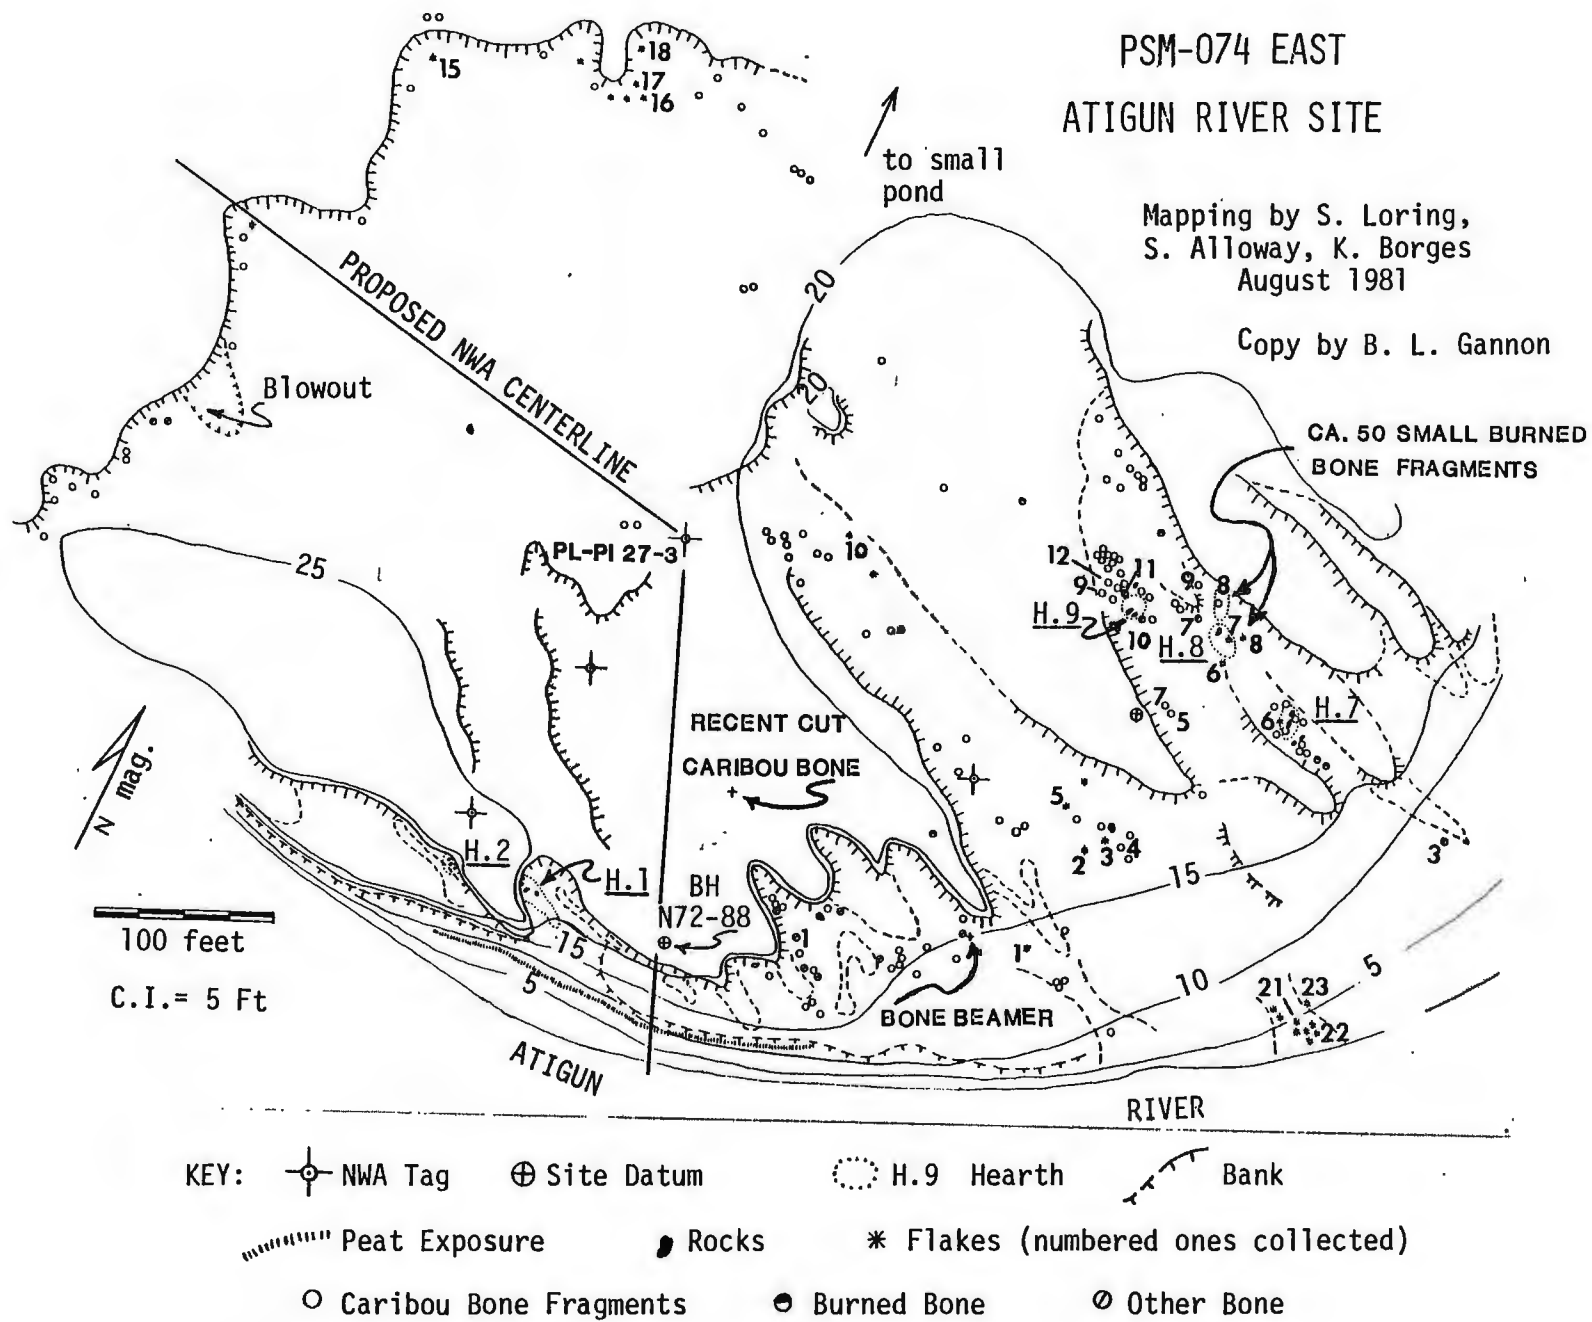 PSM-074 EAST
ATIGUN RIVER SITE
Mapping by S. Loring,
S. Alloway, K. Borges
August 1981
Copy by B. L. Gannon
to small
pond
15
18
17
16
PROPOSED NWA CENTERLINE
20
20
Blowout
CA. 50 SMALL BURNED
BONE FRAGMENTS
25
PL-PI 27-3
10
12
11
9
9
8
H.9
10
7
7
8
H.8
6
7
5
6
7
H.7
RECENT CUT
CARIBOU BONE
N mag.
5
2
3
4
3
H.2
H.1
BH
N72-88
15
15
1
1
100 feet
C.I.= 5 Ft
5
10
5
21
23
22
BONE BEAMER
ATIGUN
RIVER
KEY:
NWA Tag
Site Datum
H.9 Hearth
Bank
Peat Exposure
Rocks
Flakes (numbered ones collected)
Caribou Bone Fragments
Burned Bone
Other Bone